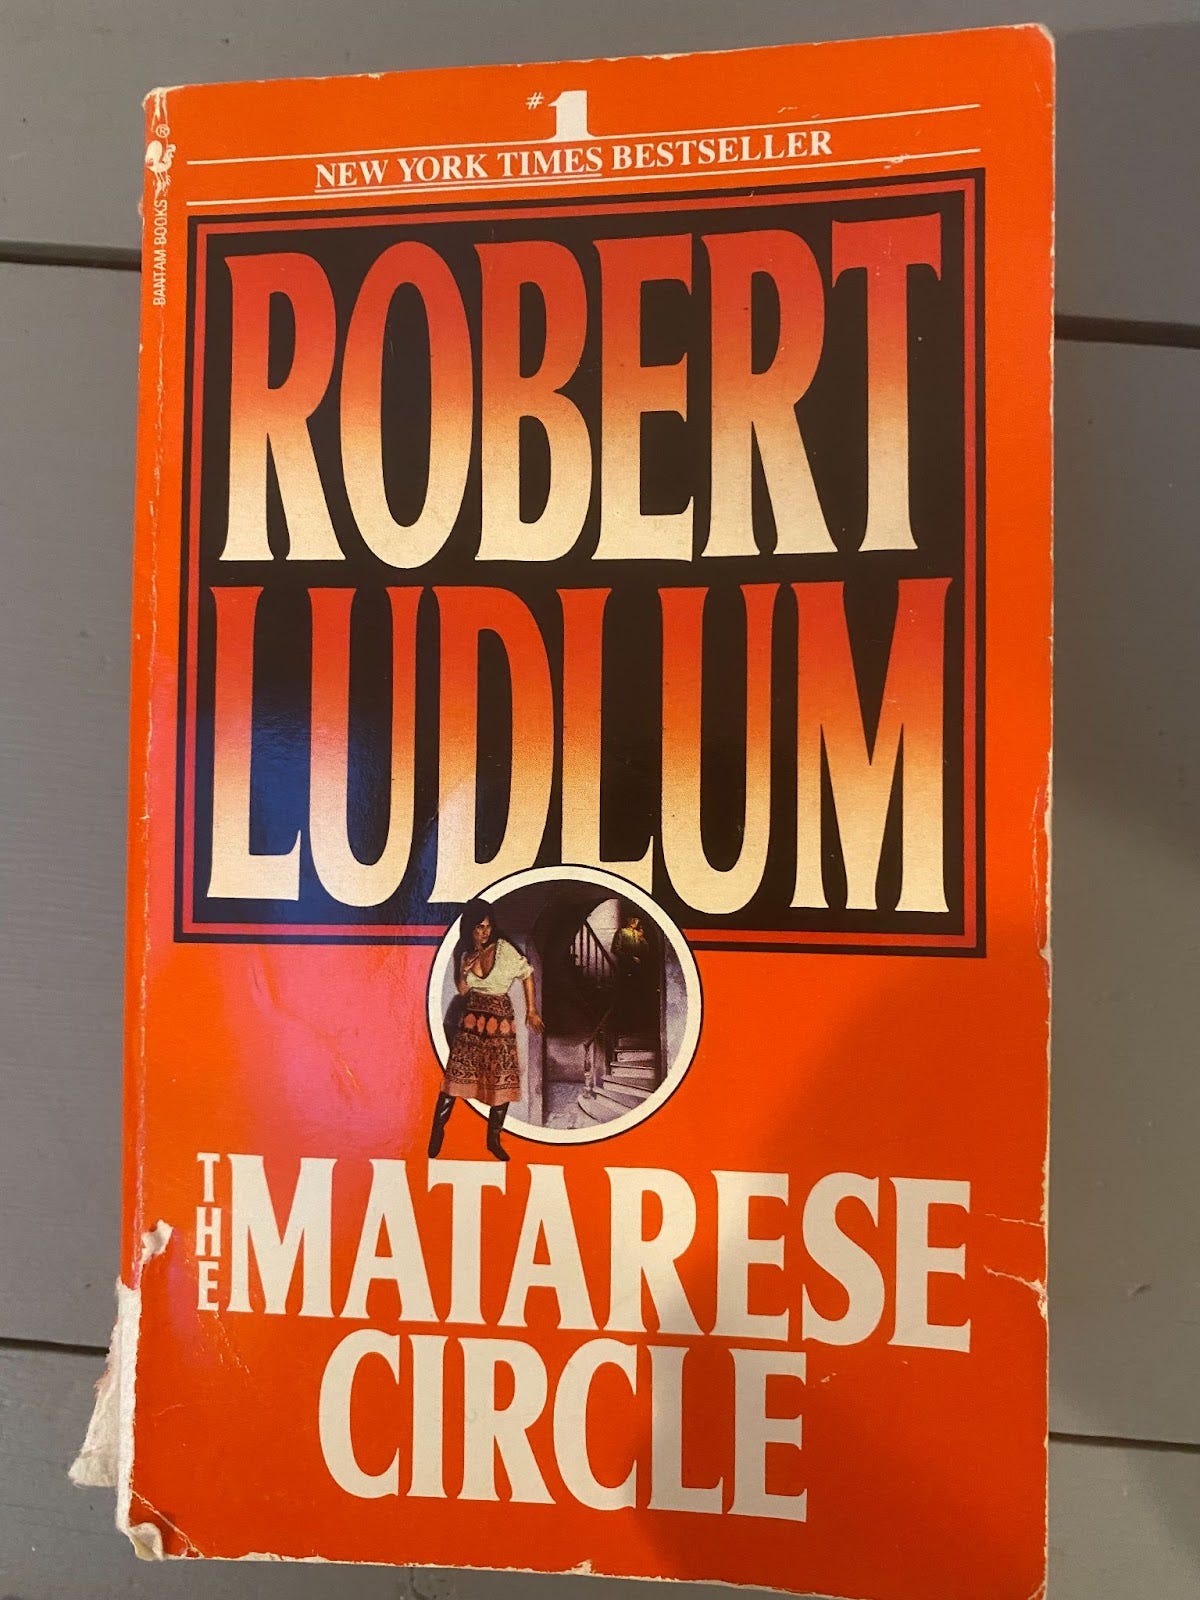 #1
NEW YORK TIMES BESTSELLER
ROBERT
LUDLUM
THE MATARESE
CIRCLE
®
BANTAM BOOKS